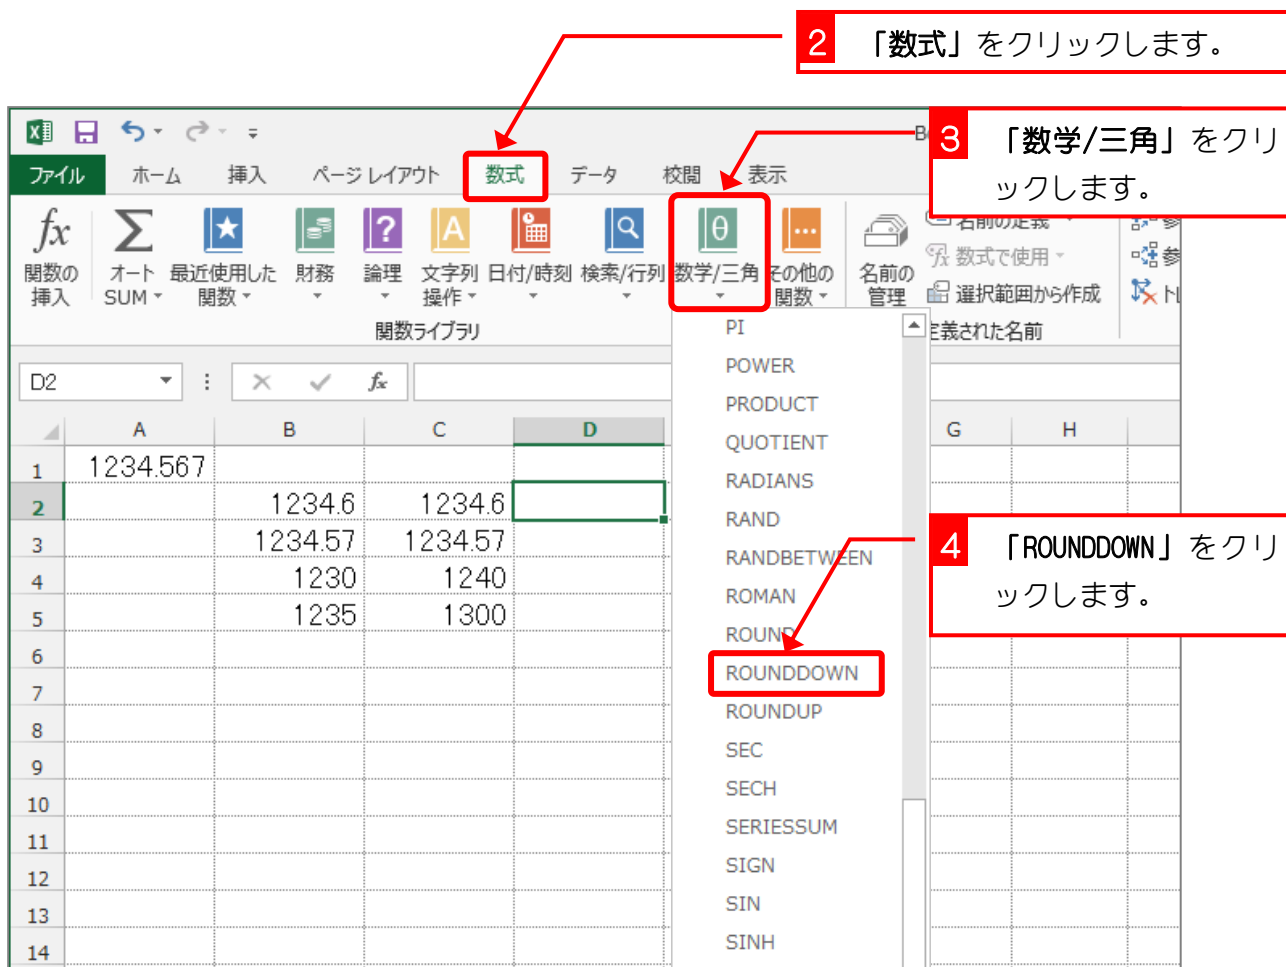 2 「数式」をクリックします。
3 「数学/三角」をクリ
ックします。
ファイル ホーム 挿入 ページ レイアウト 数式 データ 校閲 表示
fx Σ ? A θ ...
関数の オート 最近使用した 財務 論理 文字列 日付/時刻 検索/行列 数学/三角 その他の 名前の
挿入 SUM 関数 操作 関数 管理
名前の定義
数式で使用
選択範囲から作成
参
ト
関数ライブラリ
定義された名前
D2 fx
A B C D G H
1 1234.567
2 1234.6 1234.6
3 1234.57 1234.57
4 1230 1240
5 1235 1300
6
7
8
9
10
11
12
13
14
PI
POWER
PRODUCT
QUOTIENT
RADIANS
RAND
RANDBETWEEN
ROMAN
ROUND
ROUNDDOWN
ROUNDUP
SEC
SECH
SERIESSUM
SIGN
SIN
SINH
4 「ROUNDDOWN」をクリ
ックします。